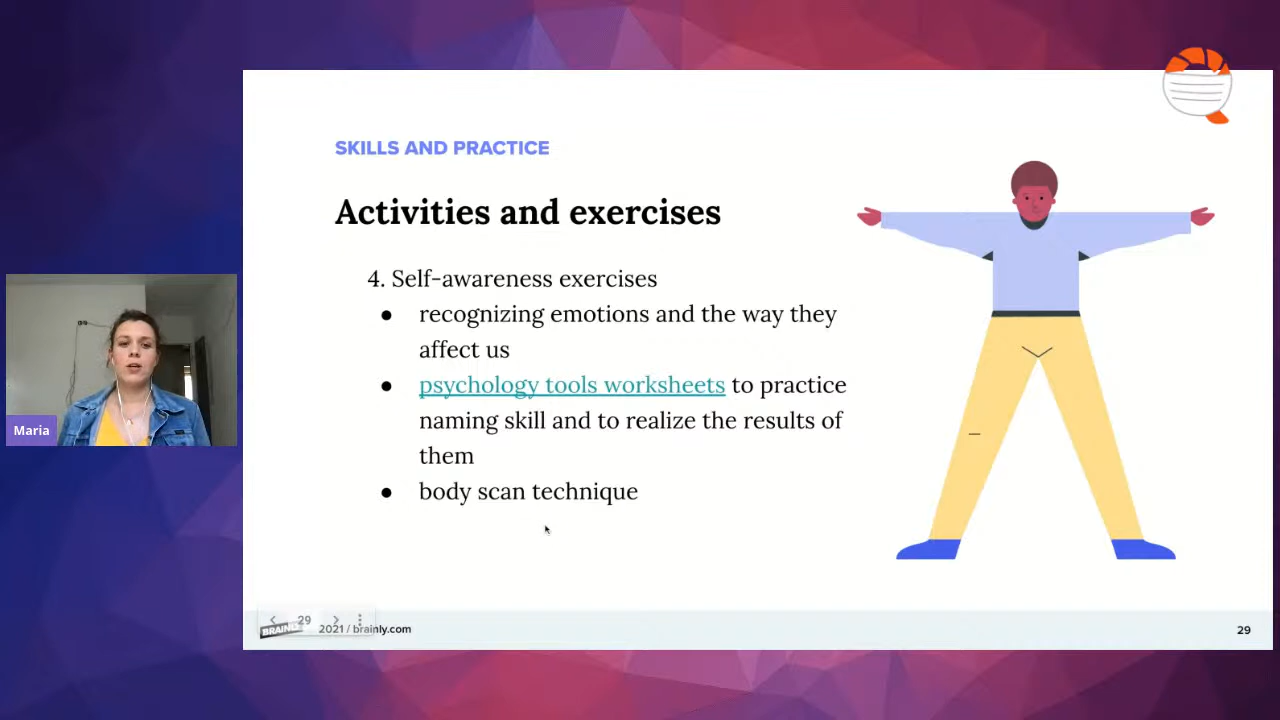 SKILLS AND PRACTICE
Activities and exercises
4. Self-awareness exercises
● recognizing emotions and the way they
affect us
● psychology tools worksheets to practice
naming skill and to realize the results of
them
● body scan technique
Maria
29
2021 / brainly.com
29